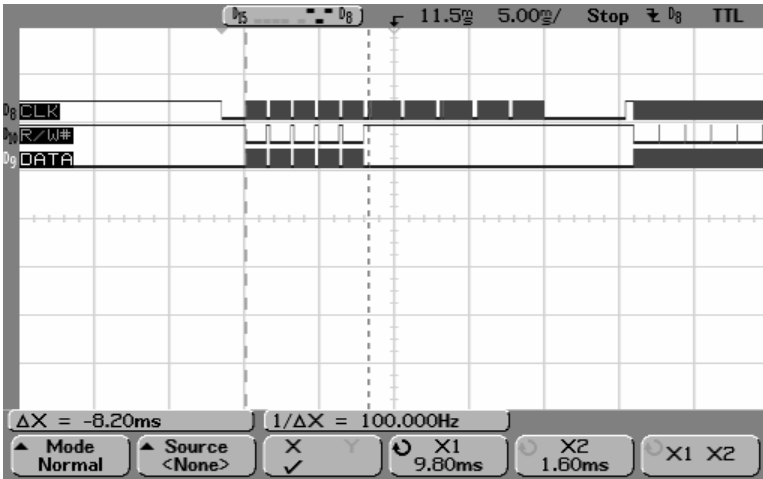 D15 D8 11.5ms 5.00ms/ Stop D8 TTL
D8 CLK
D10 R/W#
D9 DATA
ΔX = -8.20ms 1/ΔX = 100.000Hz
Mode Normal
Source <None>
X Y
✓
X1 9.80ms
X2 1.60ms
X1 X2